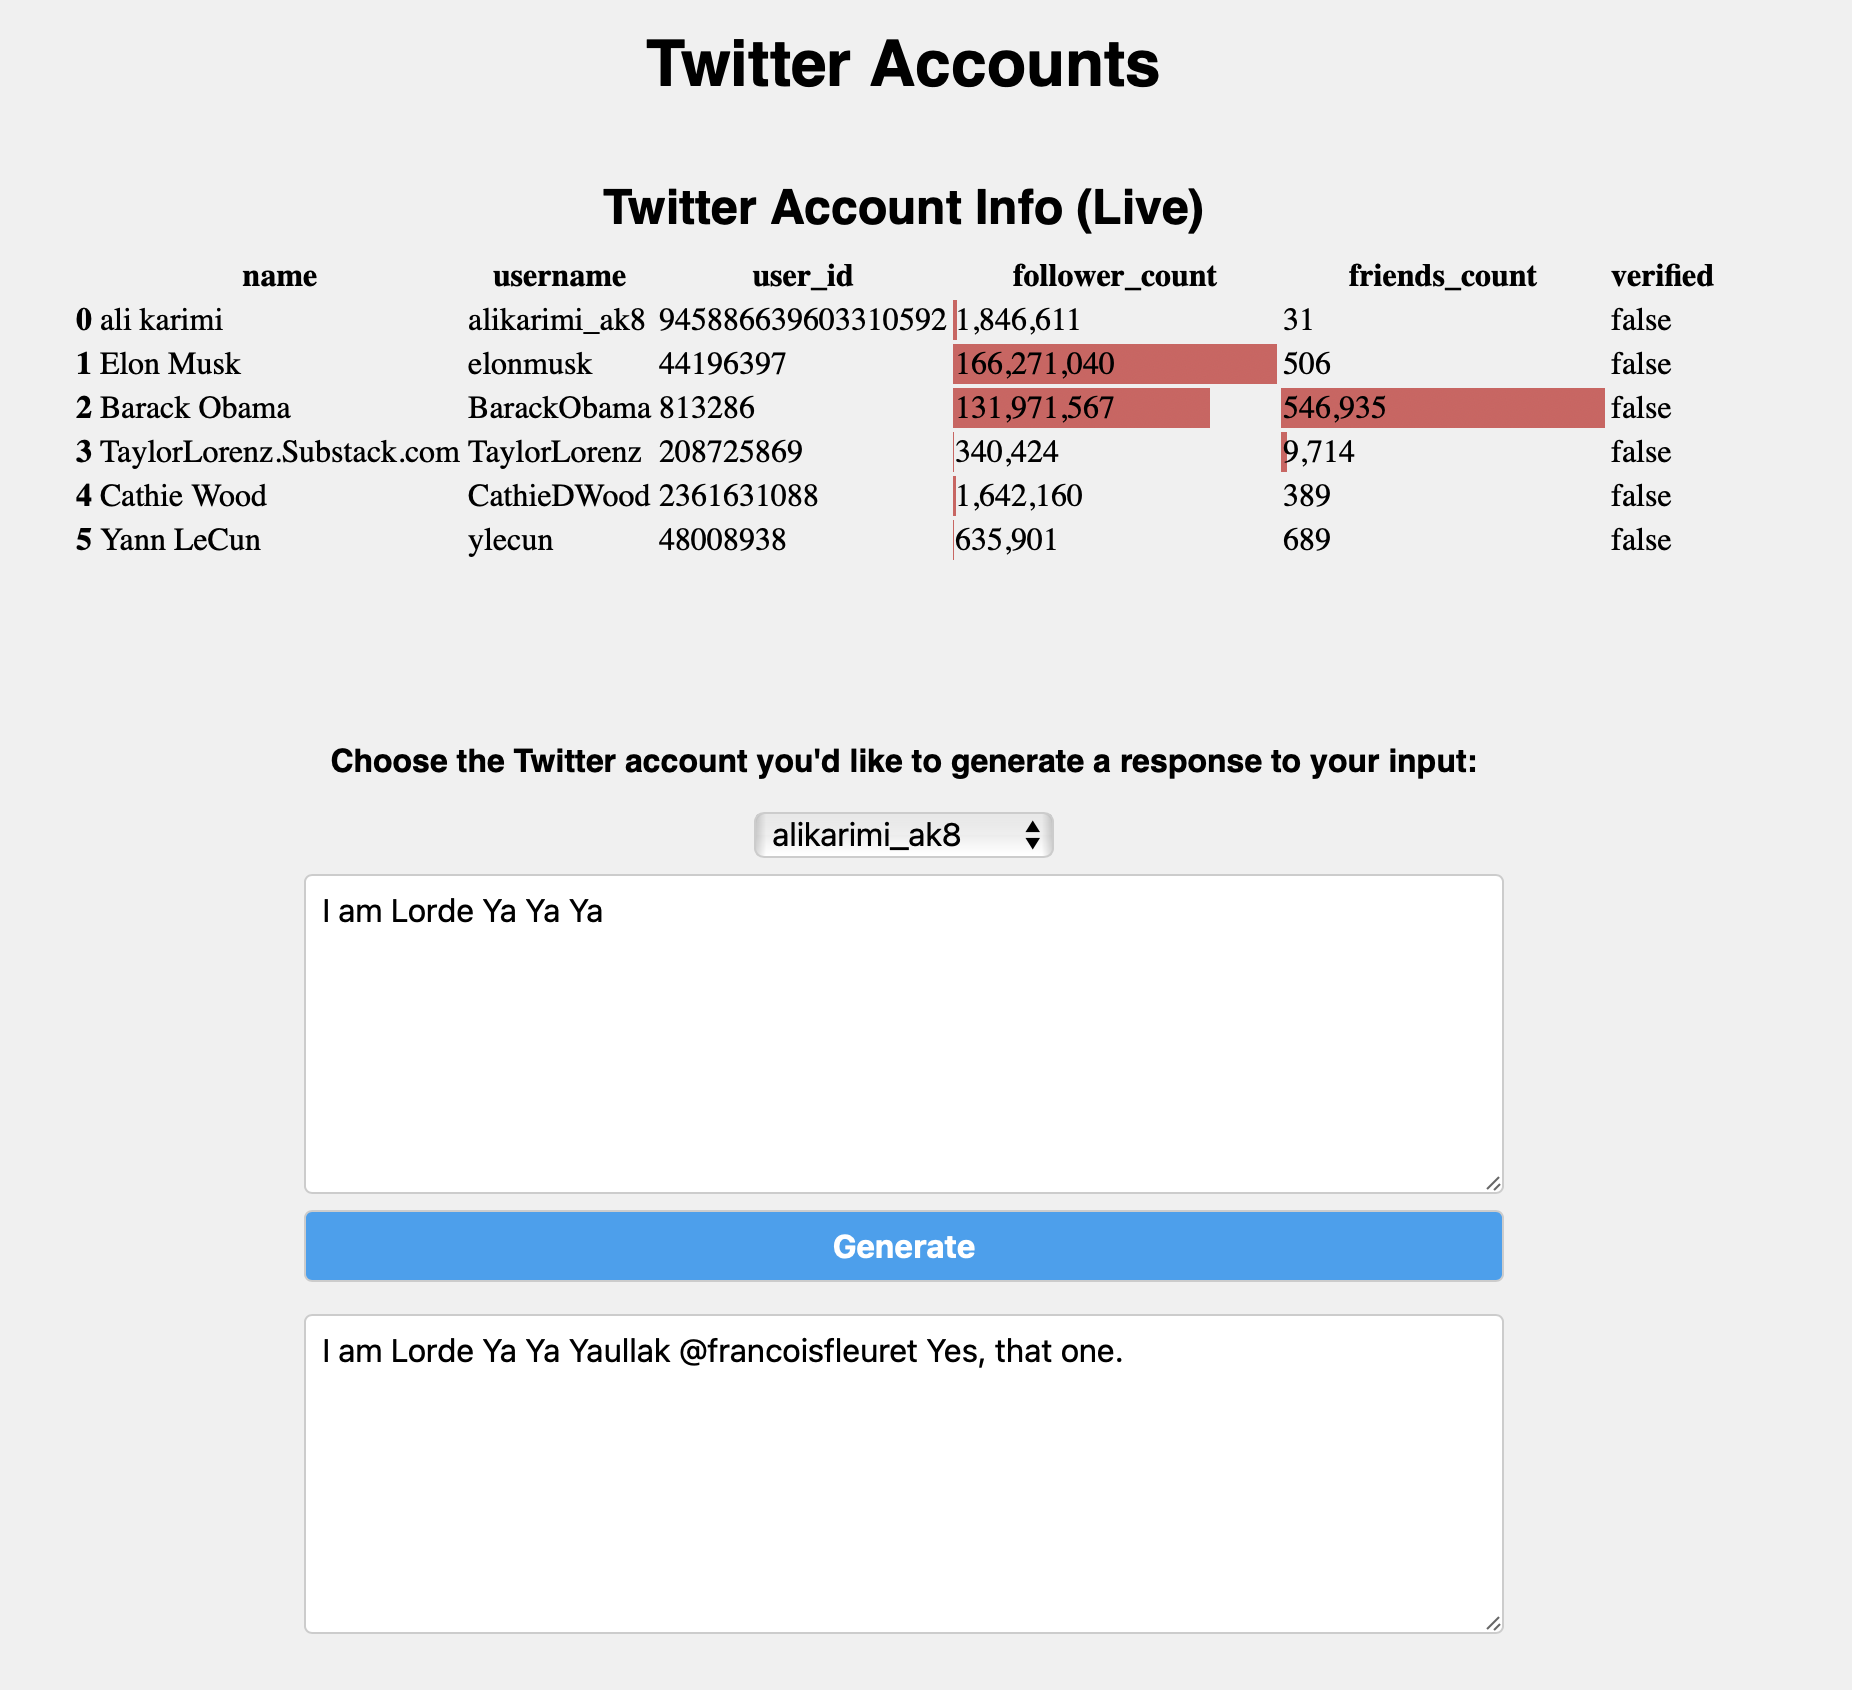 Twitter Accounts
Twitter Account Info (Live)
name username user_id follower_count friends_count verified
0 ali karimi alikarimi_ak8 945886639603310592 1,846,611 31 false
1 Elon Musk elonmusk 44196397 166,271,040 506 false
2 Barack Obama BarackObama 813286 131,971,567 546,935 false
3 TaylorLorenz.Substack.com TaylorLorenz 208725869 340,424 9,714 false
4 Cathie Wood CathieDWood 2361631088 1,642,160 389 false
5 Yann LeCun ylecun 48008938 635,901 689 false
Choose the Twitter account you'd like to generate a response to your input:
alikarimi_ak8
I am Lorde Ya Ya Ya
Generate
I am Lorde Ya Ya Yaullak @francoisfleuret Yes, that one.